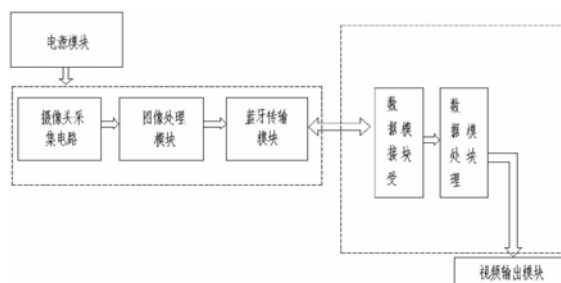 电源模块
摄像头采
集电路
图像处理
模块
蓝牙传输
模块
数据接受
模块
数据处理
模块
视频输出模块